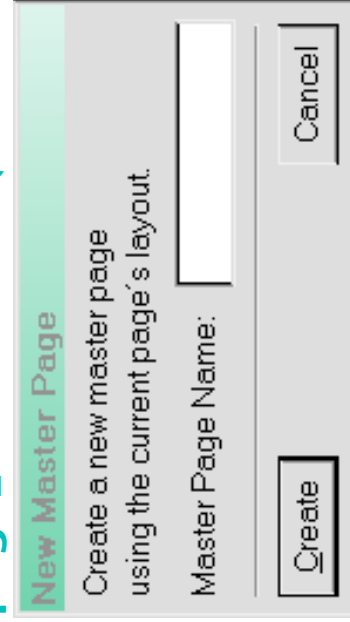 New Master Page
Create a new master page
using the current page´s layout.
Master Page Name:
Create
Cancel